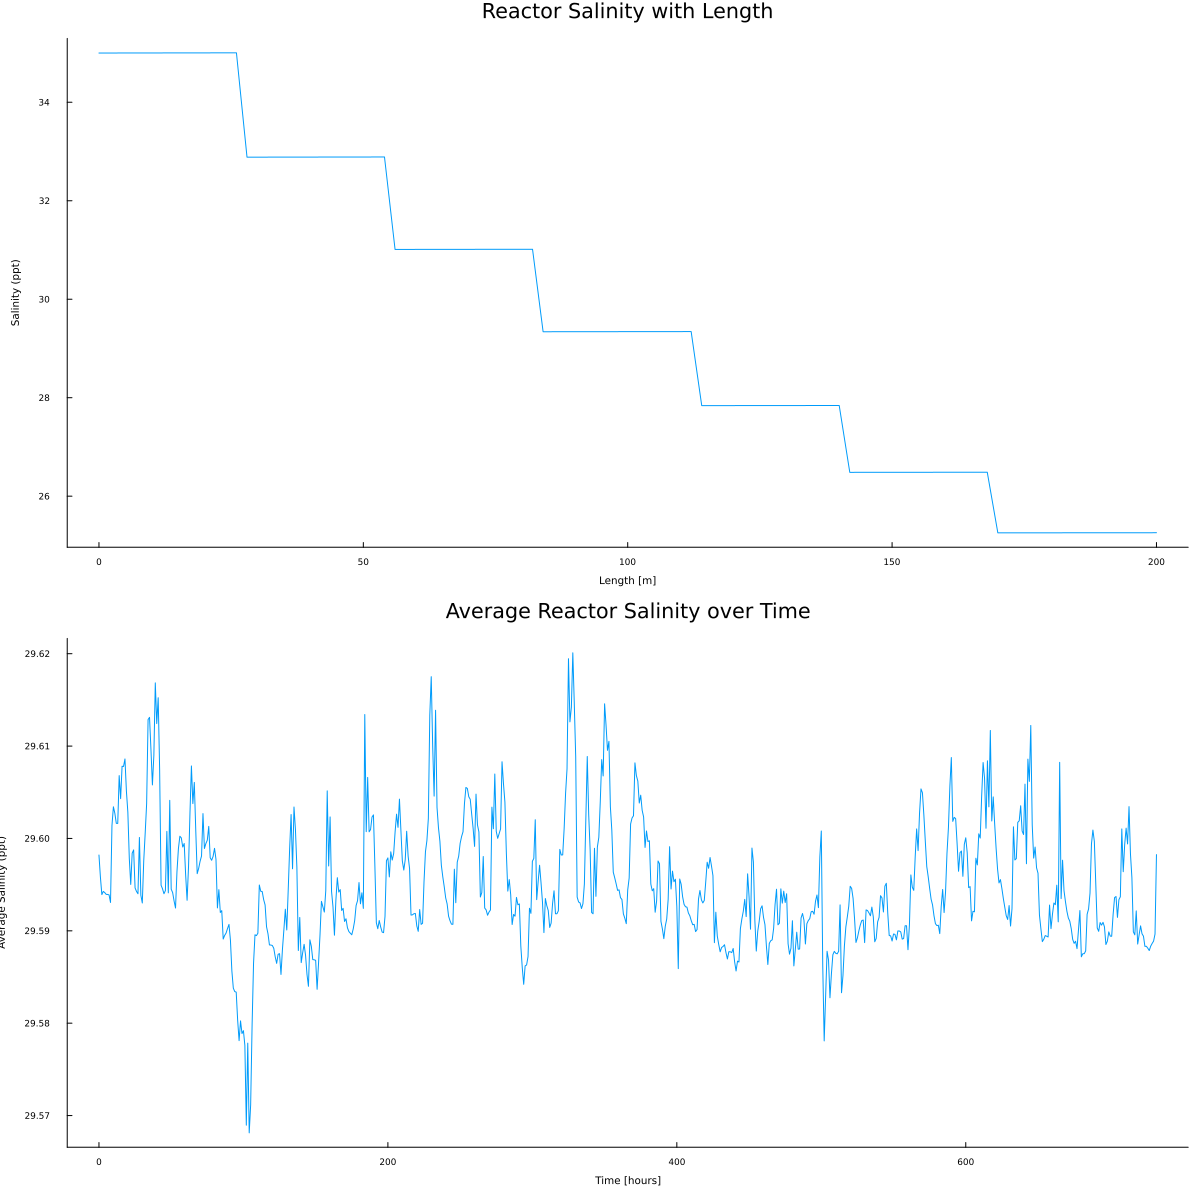 Reactor Salinity with Length
Salinity (ppt)
34
32
30
28
26
0 50 100 150 200
Length [m]
Average Reactor Salinity over Time
Average Salinity (ppt)
29.62
29.61
29.60
29.59
29.58
29.57
0 200 400 600
Time [hours]